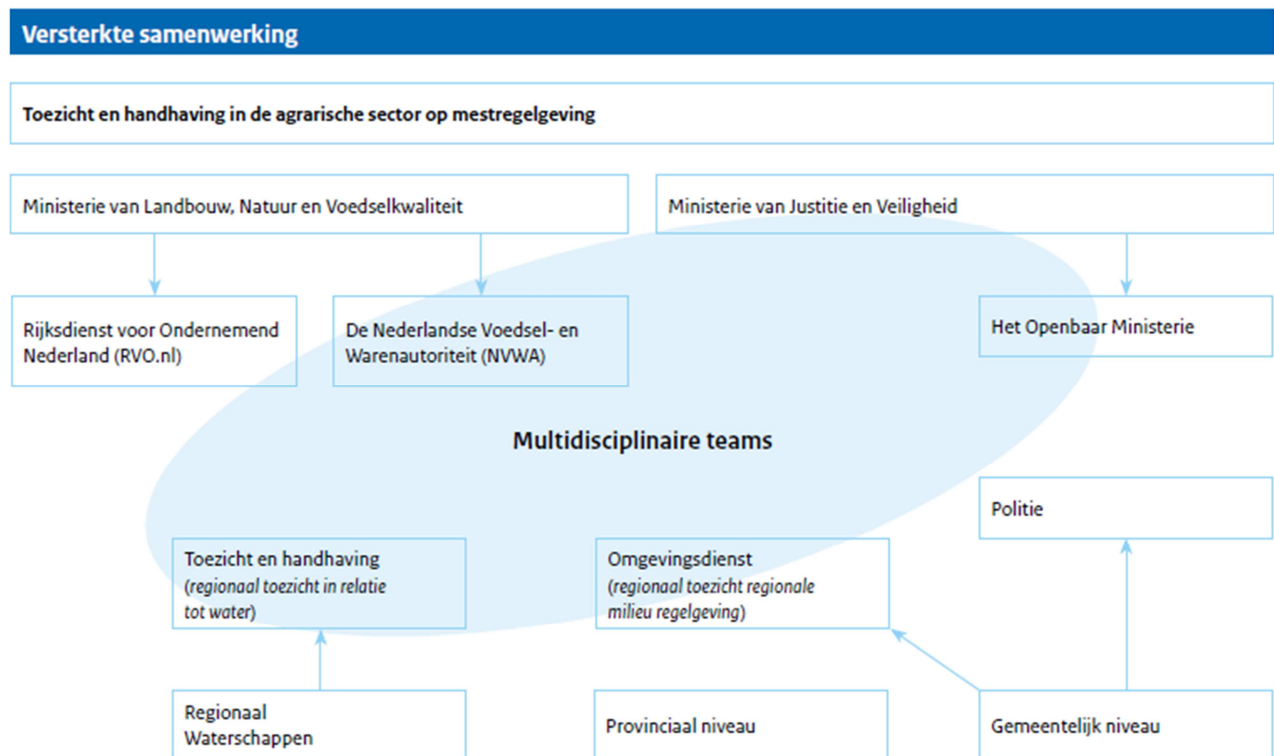 Versterkte samenwerking
Toezicht en handhaving in de agrarische sector op mestregelgeving
Ministerie van Landbouw, Natuur en Voedselkwaliteit
Ministerie van Justitie en Veiligheid
Rijksdienst voor Ondernemend
Nederland (RVO.nl)
De Nederlandse Voedsel- en
Warenautoriteit (NVWA)
Het Openbaar Ministerie
Multidisciplinaire teams
Politie
Toezicht en handhaving
(regionaal toezicht in relatie
tot water)
Omgevingsdienst
(regionaal toezicht regionale
milieu regelgeving)
Regionaal
Waterschappen
Provinciaal niveau
Gemeentelijk niveau